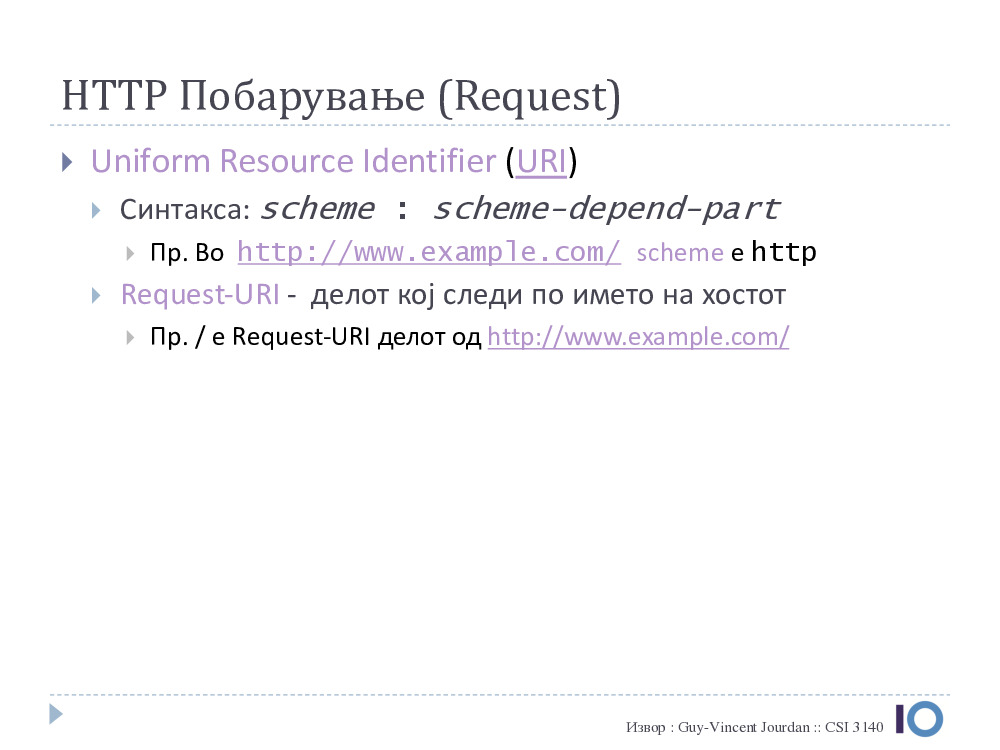 HTTP Побарување (Request)
Uniform Resource Identifier (URI)
Синтакса: scheme : scheme-depend-part
Пр. Во http://www.example.com/ scheme е http
Request-URI - делот кој следи по името на хостот
Пр. / е Request-URI делот од http://www.example.com/
Извор : Guy-Vincent Jourdan :: CSI 3140